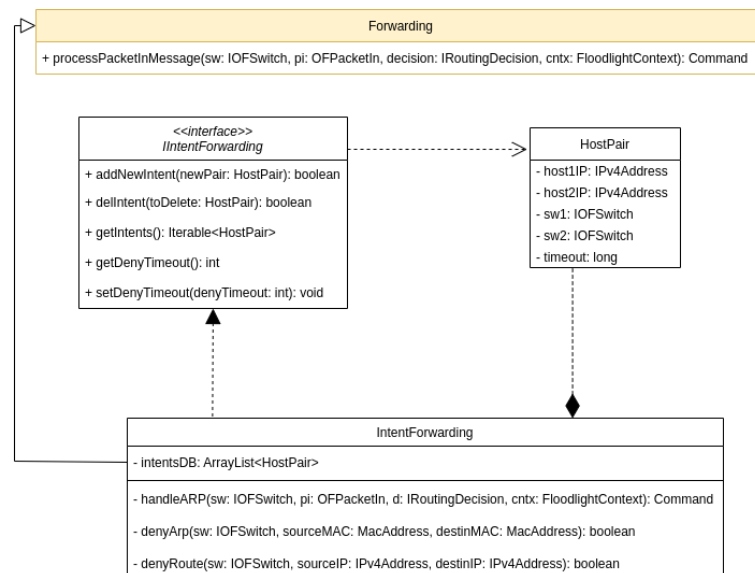 Forwarding
+ processPacketInMessage(sw: IOFSwitch, pi: OFPacketIn, decision: IRoutingDecision, cntx: FloodlightContext): Command
<<interface>>
IIntentForwarding
+ addNewIntent(newPair: HostPair): boolean
+ delIntent(toDelete: HostPair): boolean
+ getIntents(): Iterable<HostPair>
+ getDenyTimeout(): int
+ setDenyTimeout(denyTimeout: int): void
HostPair
- host1IP: IPv4Address
- host2IP: IPv4Address
- sw1: IOFSwitch
- sw2: IOFSwitch
- timeout: long
IntentForwarding
- intentsDB: ArrayList<HostPair>
- handleARP(sw: IOFSwitch, pi: OFPacketIn, d: IRoutingDecision, cntx: FloodlightContext): Command
- denyArp(sw: IOFSwitch, sourceMAC: MacAddress, destinMAC: MacAddress): boolean
- denyRoute(sw: IOFSwitch, sourceIP: IPv4Address, destinIP: IPv4Address): boolean